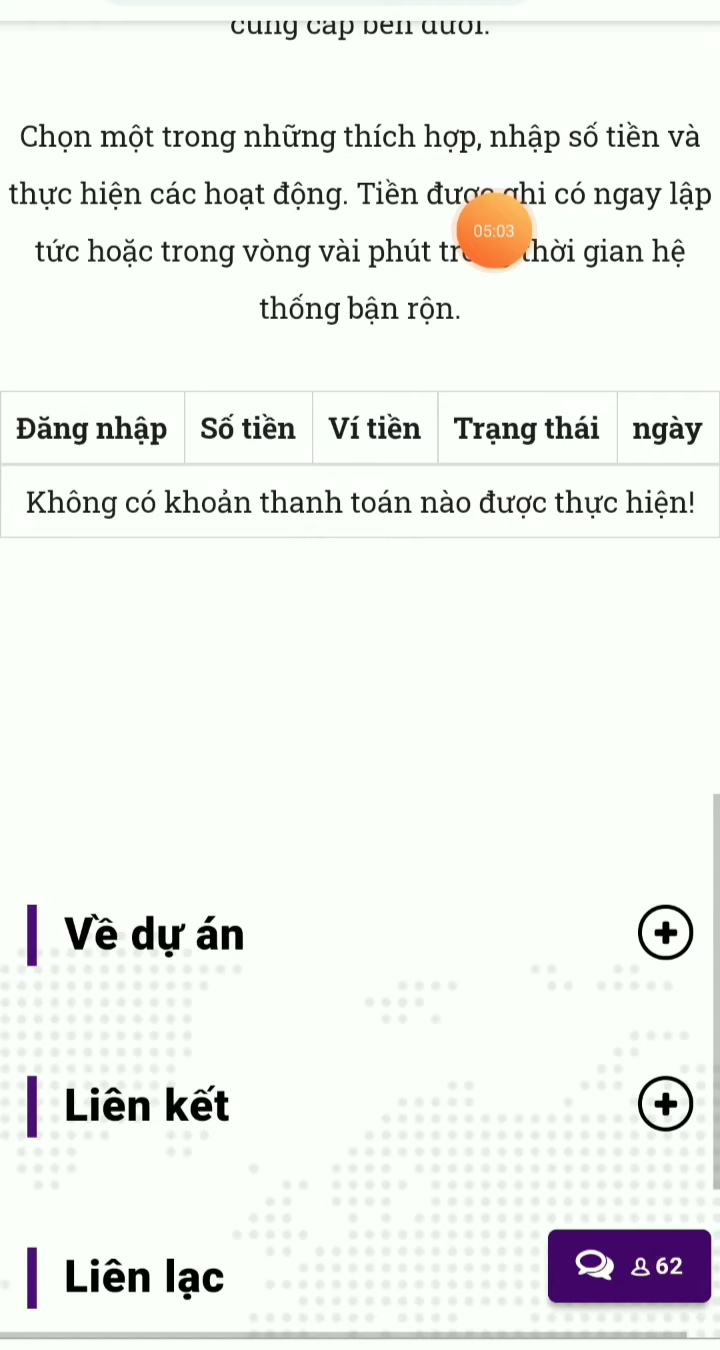 cung cấp bên dưới.
Chọn một trong những thích hợp, nhập số tiền và
thực hiện các hoạt động. Tiền được ghi có ngay lập
05:03
tức hoặc trong vòng vài phút thời gian hệ
thống bận rộn.
Đăng nhập Số tiền Ví tiền Trạng thái ngày
Không có khoản thanh toán nào được thực hiện!
Về dự án
Liên kết
Liên lạc
62